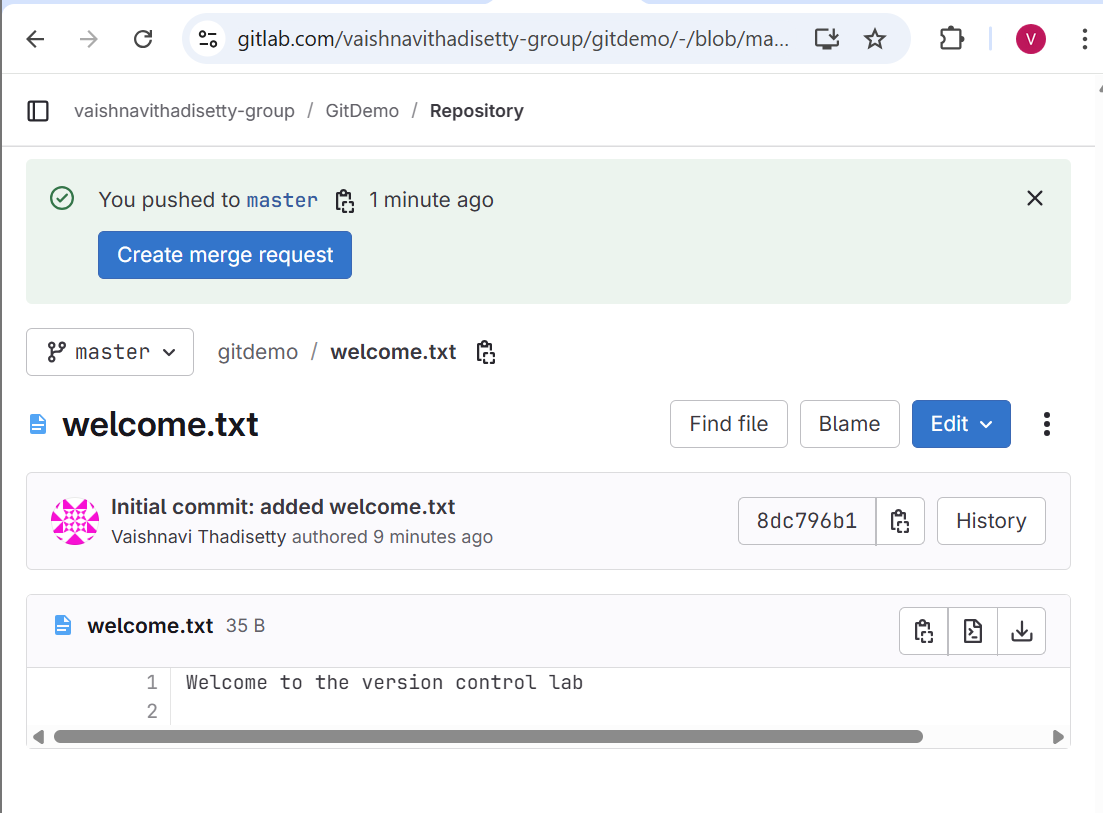 gitlab.com/vaishnavithadisetty-group/gitdemo/-/blob/ma...
V
vaishnavithadisetty-group / GitDemo / Repository
You pushed to master 1 minute ago
Create merge request
master gitdemo / welcome.txt
welcome.txt Find file Blame Edit
Initial commit: added welcome.txt
Vaishnavi Thadisetty authored 9 minutes ago
8dc796b1 History
welcome.txt 35 B
1 Welcome to the version control lab
2